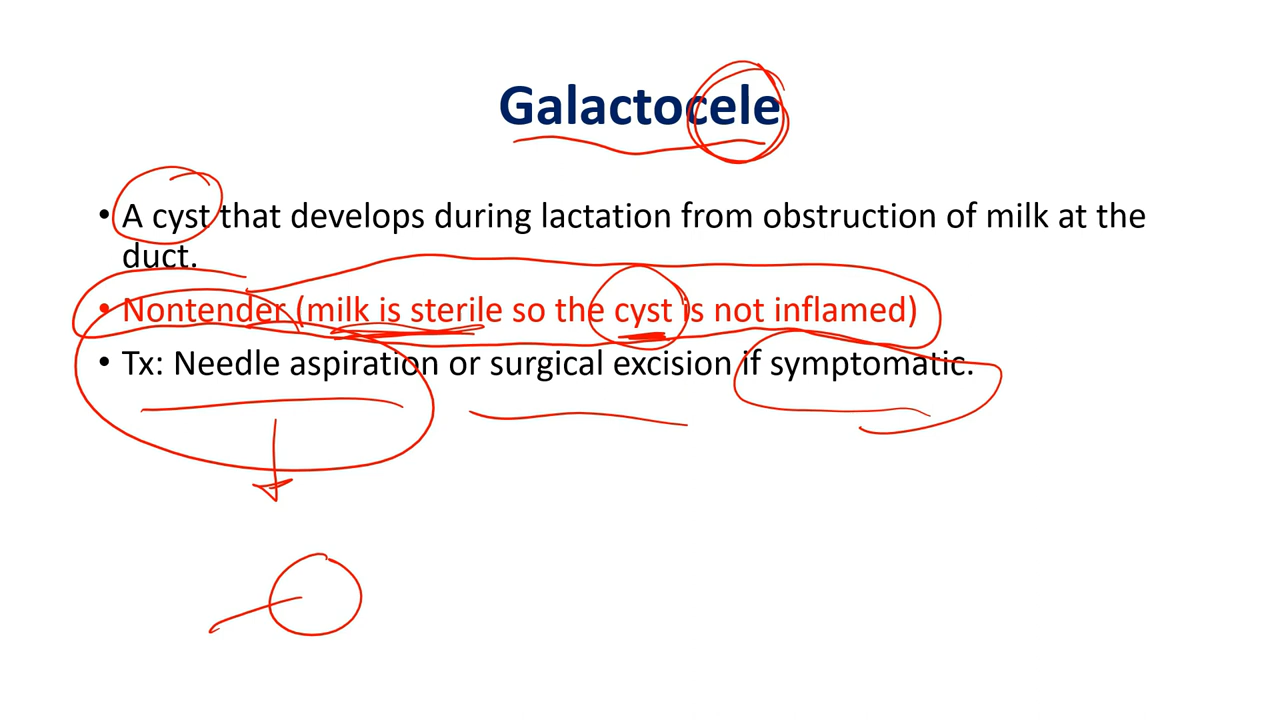 Galactocele
• A cyst that develops during lactation from obstruction of milk at the
duct.
• Nontender (milk is sterile so the cyst is not inflamed)
• Tx: Needle aspiration or surgical excision if symptomatic.